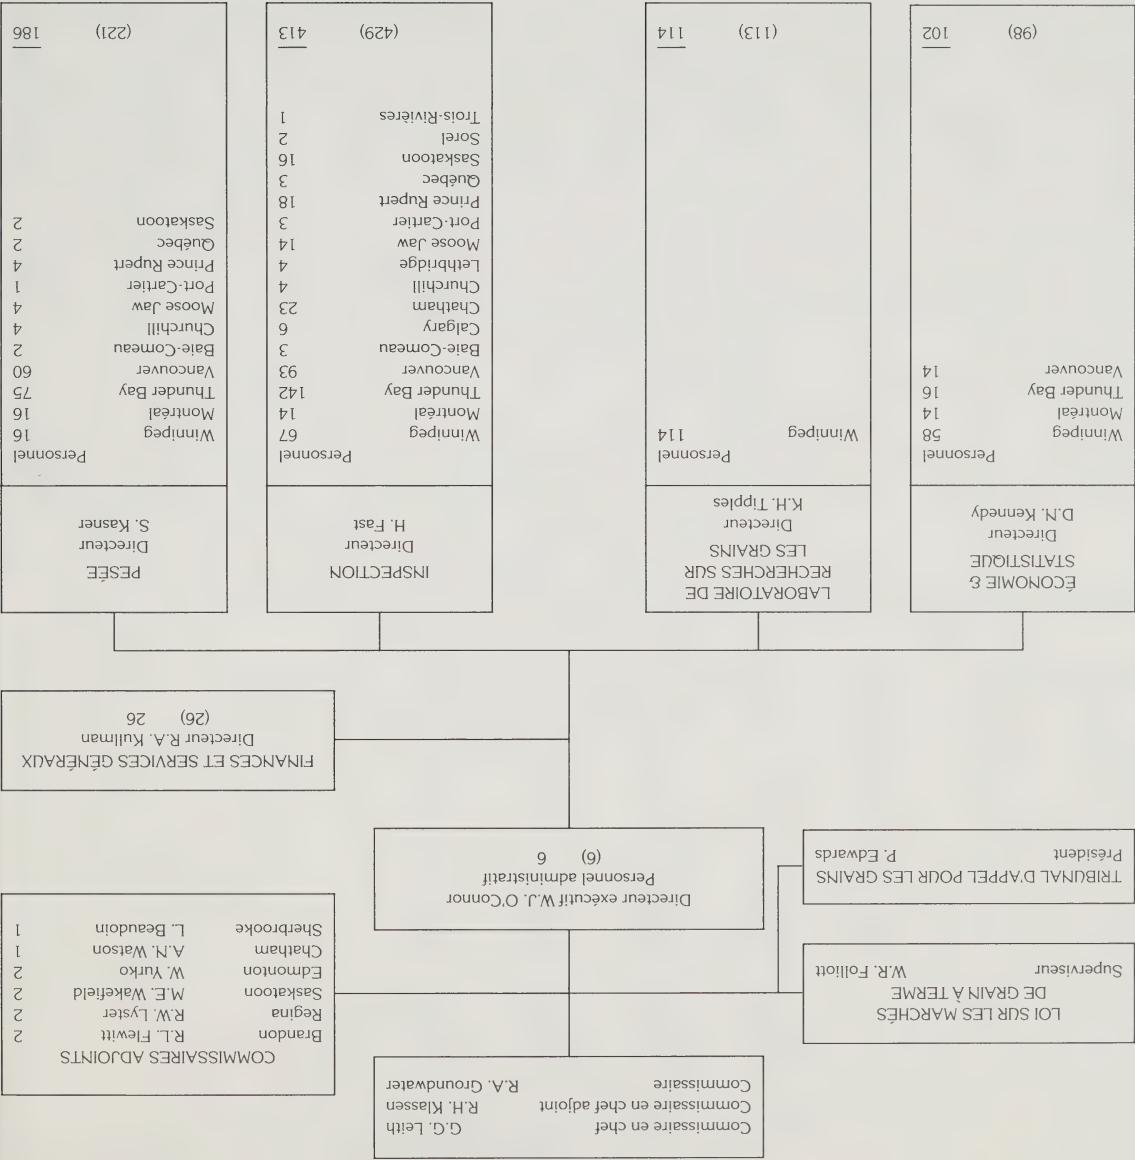 Commissaire en chef G.G. Leith
Commissaire en chef adjoint R.H. Klassen
Commissaire R.A. Groundwater
LOI SUR LES MARCHÉS
DE GRAIN À TERME
Superviseur W.R. Folliott
TRIBUNAL D'APPEL POUR LES GRAINS
Président P. Edwards
COMMISSAIRES ADJOINTS
Brandon R.L. Flewitt 2
Regina R.W. Lyster 2
Saskatoon M.E. Wakefield 2
Edmonton W. Yurko 2
Chatham A.N. Watson 1
Sherbrooke L. Beaudoin 1
Directeur exécutif W.J. O'Connor
Personnel administratif
(6) 6
FINANCES ET SERVICES GÉNÉRAUX
Directeur R.A. Kullman
(26) 26
ÉCONOMIE &
STATISTIQUE
Directeur
D.N. Kennedy
Personnel
Winnipeg 58
Montréal 14
Thunder Bay 16
Vancouver 14
(98) 102
LABORATOIRE DE
RECHERCHES SUR
LES GRAINS
Directeur
K.H. Tipples
Personnel
Winnipeg 114
(113) 114
INSPECTION
Directeur
H. Fast
Personnel
Winnipeg 67
Montréal 14
Thunder Bay 142
Vancouver 93
Baie-Comeau 3
Calgary 6
Chatham 23
Churchill 4
Lethbridge 4
Moose Jaw 14
Port-Cartier 3
Prince Rupert 18
Québec 3
Saskatoon 16
Sorel 2
Trois-Rivières 1
(429) 413
PESÉE
Directeur
S. Kasner
Personnel
Winnipeg 16
Montréal 16
Thunder Bay 75
Vancouver 60
Baie-Comeau 2
Churchill 4
Moose Jaw 4
Port-Cartier 1
Prince Rupert 4
Québec 2
Saskatoon 2
(221) 186